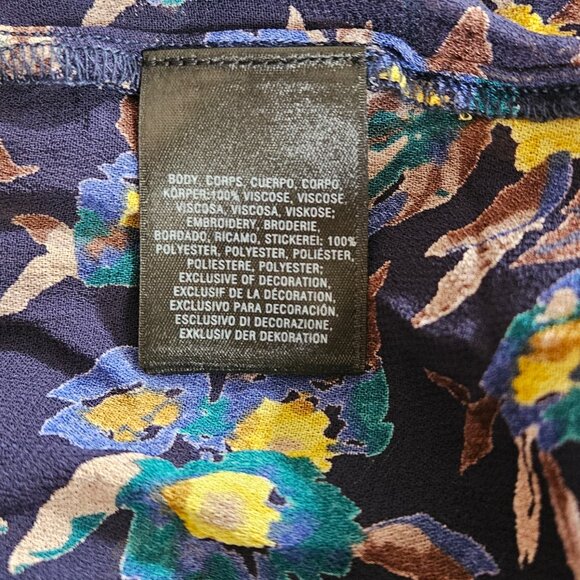 BODY, CORPS, CUERPO, CORPO,
KÖRPER:100% VISCOSE, VISCOSE,
VISCOSA, VISCOSA, VISKOSE;
EMBROIDERY, BRODERIE,
BORDADO, RICAMO, STICKEREI: 100%
POLYESTER, POLYESTER, POLIÉSTER,
POLIESTERE, POLYESTER;
EXCLUSIVE OF DECORATION,
EXCLUSIF DE LA DÉCORATION,
EXCLUSIVO PARA DECORACIÓN,
ESCLUSIVO DI DECORAZIONE,
EXKLUSIV DER DEKORATION